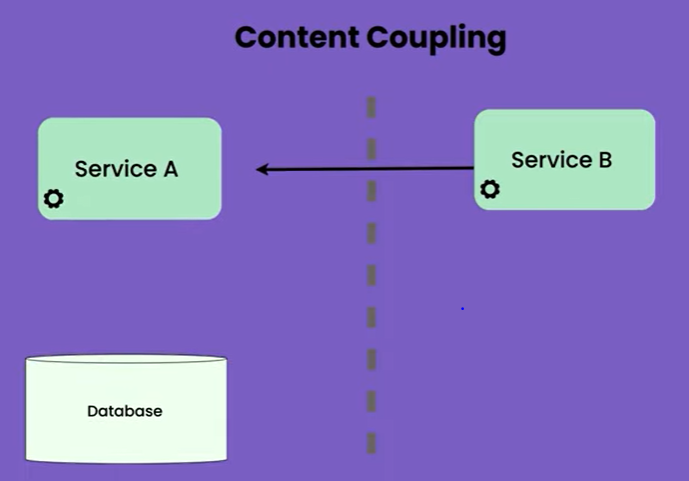 Content Coupling
Service A
Service B
Database